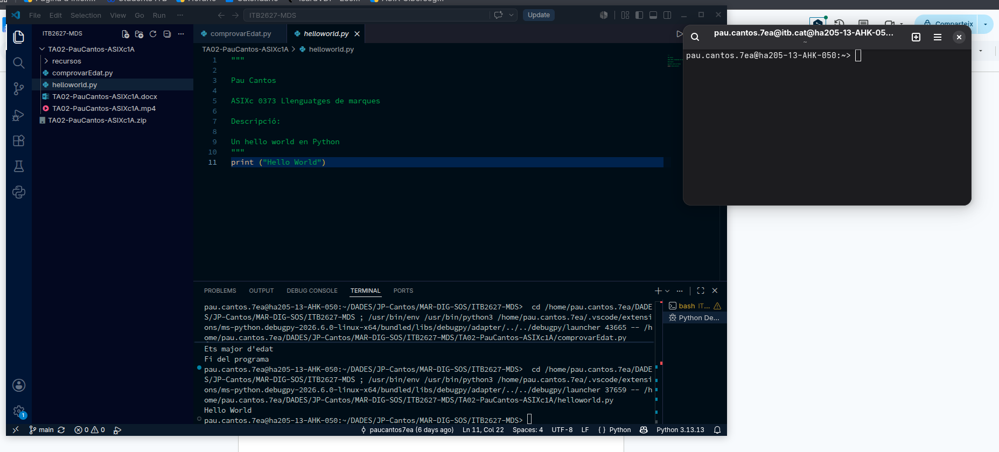 File Edit Selection View Go Run ···
ITB2627-MDS
Update
Comparteix
ITB2627-MDS
TA02-PauCantos-ASIXc1A
recursos
comprovarEdat.py
helloworld.py
TA02-PauCantos-ASIXc1A.docx
TA02-PauCantos-ASIXc1A.mp4
TA02-PauCantos-ASIXc1A.zip
comprovarEdat.py
helloworld.py
TA02-PauCantos-ASIXc1A > helloworld.py
1 """
2
3 Pau Cantos
4
5 ASIXc 0373 Llenguatges de marques
6
7 Descripció:
8
9 Un hello world en Python
10 """
11 print ("Hello World")
pau.cantos.7ea@itb.cat@ha205-13-AHK-05...
~
pau.cantos.7ea@ha205-13-AHK-050:~>
PROBLEMS OUTPUT DEBUG CONSOLE TERMINAL PORTS
pau.cantos.7ea@ha205-13-AHK-050:~/DADES/JP-Cantos/MAR-DIG-SOS/ITB2627-MDS> cd /home/pau.cantos.7ea/DADE
S/JP-Cantos/MAR-DIG-SOS/ITB2627-MDS ; /usr/bin/env /usr/bin/python3 /home/pau.cantos.7ea/.vscode/extensi
ons/ms-python.debugpy-2026.6.0-linux-x64/bundled/libs/debugpy/adapter/../../debugpy/launcher 43665 -- /h
ome/pau.cantos.7ea/DADES/JP-Cantos/MAR-DIG-SOS/ITB2627-MDS/TA02-PauCantos-ASIXc1A/comprovarEdat.py
Ets major d'edat
Fi del programa
pau.cantos.7ea@ha205-13-AHK-050:~/DADES/JP-Cantos/MAR-DIG-SOS/ITB2627-MDS> cd /home/pau.cantos.7ea/DADE
S/JP-Cantos/MAR-DIG-SOS/ITB2627-MDS ; /usr/bin/env /usr/bin/python3 /home/pau.cantos.7ea/.vscode/extensi
ons/ms-python.debugpy-2026.6.0-linux-x64/bundled/libs/debugpy/adapter/../../debugpy/launcher 37659 -- /h
ome/pau.cantos.7ea/DADES/JP-Cantos/MAR-DIG-SOS/ITB2627-MDS/TA02-PauCantos-ASIXc1A/helloworld.py
Hello World
pau.cantos.7ea@ha205-13-AHK-050:~/DADES/JP-Cantos/MAR-DIG-SOS/ITB2627-MDS>
bash IT...
Python De...
1
main 0 0 paucantos7ea (6 days ago) Ln 11, Col 22 Spaces: 4 UTF-8 LF { } Python Python 3.13.13